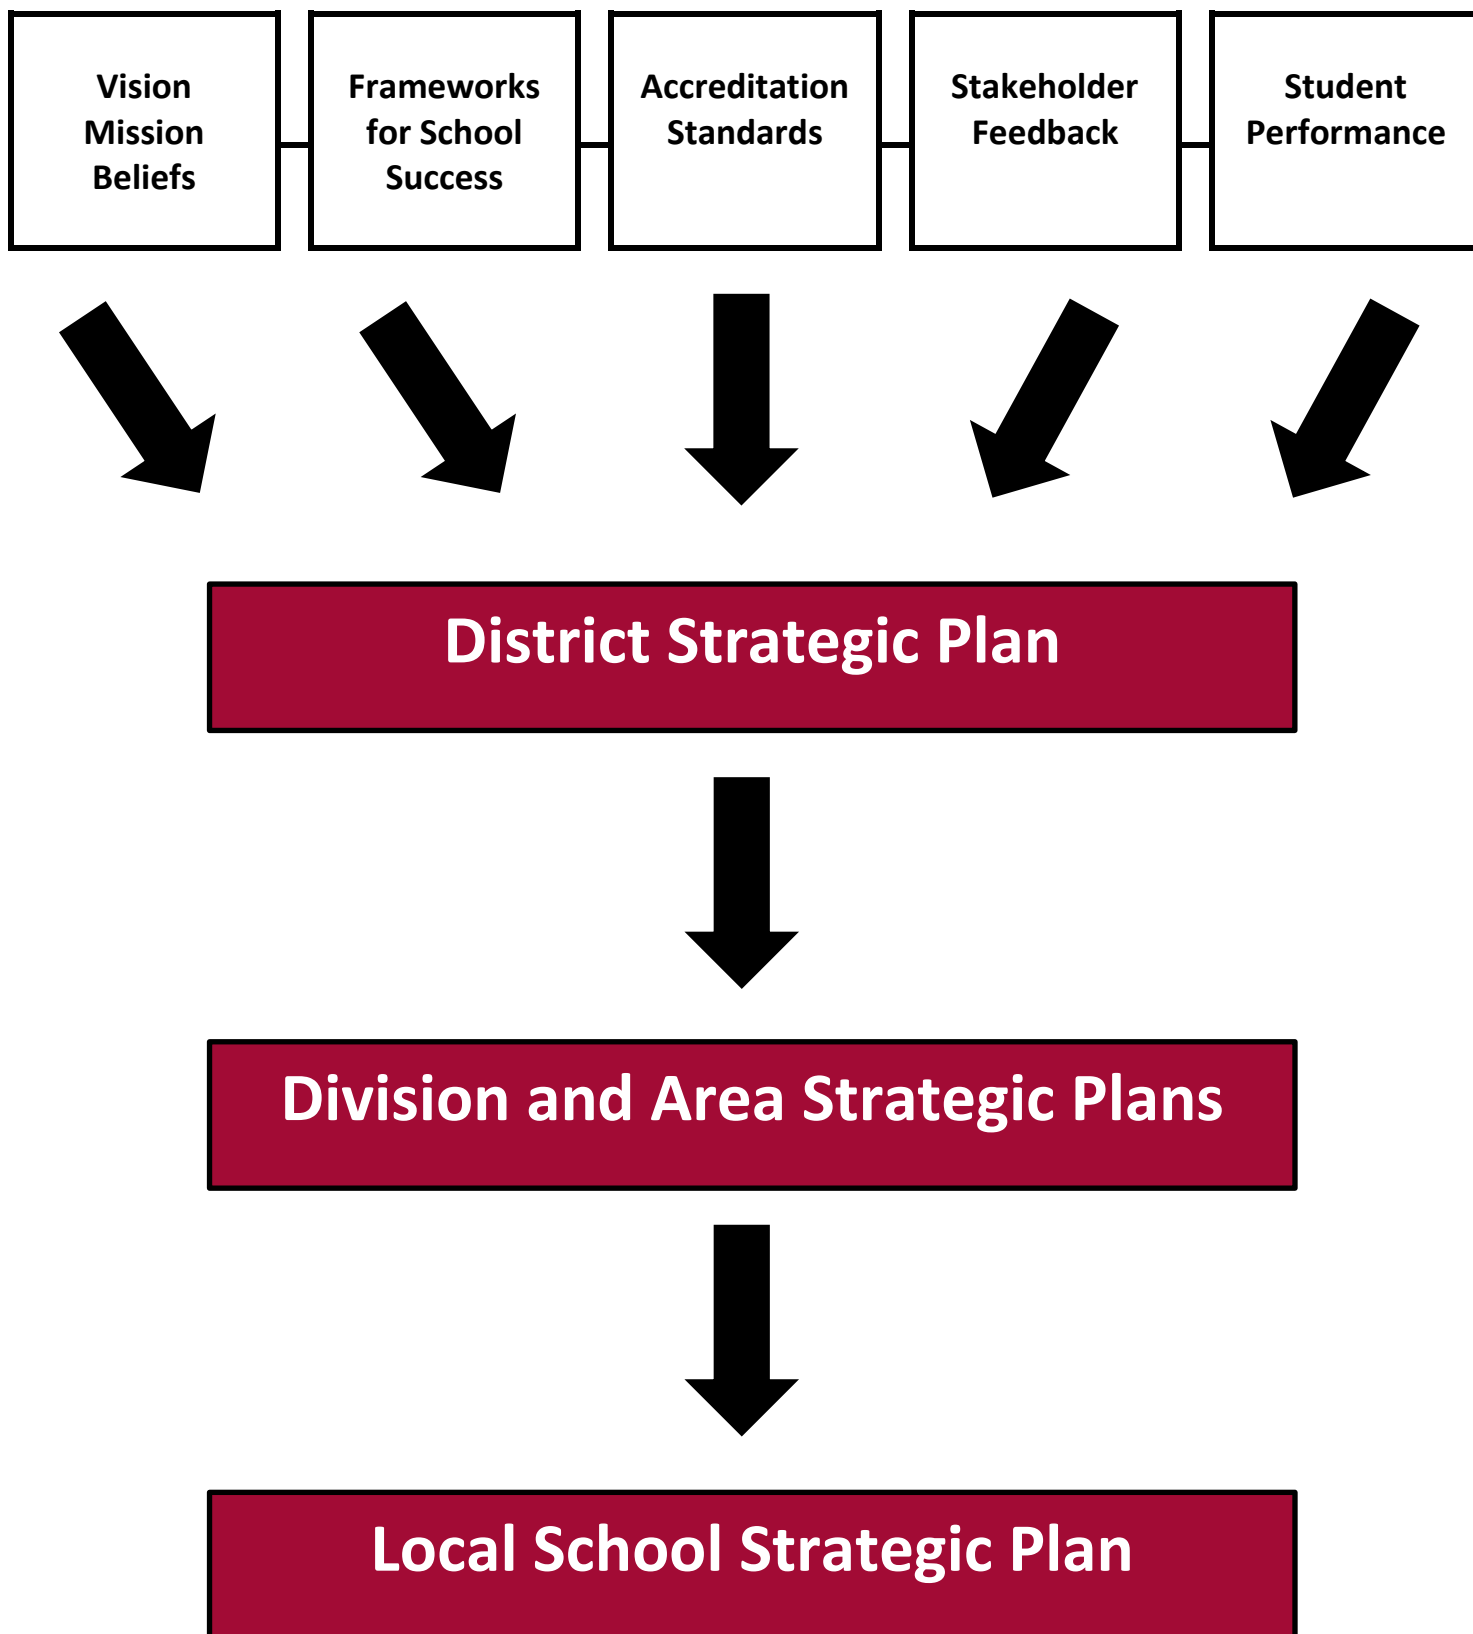 Vision
Mission
Beliefs
Frameworks
for School
Success
Accreditation
Standards
Stakeholder
Feedback
Student
Performance
District Strategic Plan
Division and Area Strategic Plans
Local School Strategic Plan